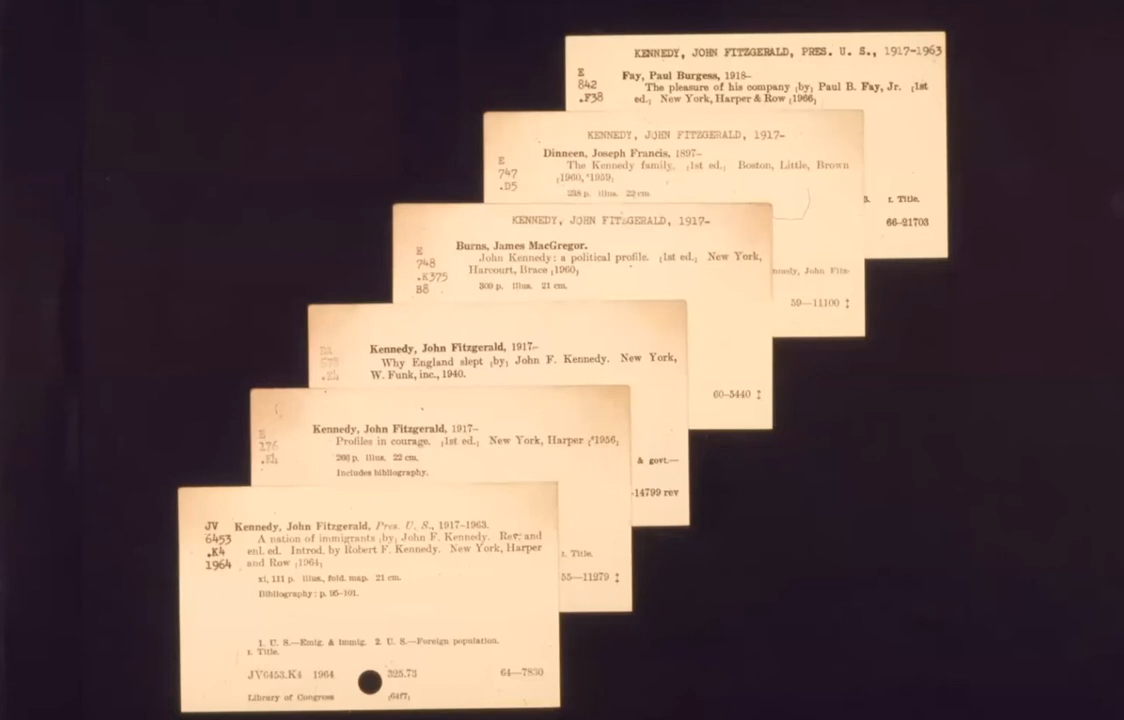 KENNEDY, JOHN FITZGERALD, PRES. U. S., 1917-1963
E
842
.F38
Fay, Paul Burgess, 1918–
The pleasure of his company [by] Paul B. Fay, Jr. [1st
ed.] New York, Harper & Row [1966]
I. Title.
66-21703
KENNEDY, JOHN FITZGERALD, 1917-
E
747
.D5
Dinneen, Joseph Francis, 1897–
The Kennedy family. [1st ed.] Boston, Little, Brown
[1960, °1959]
238 p. illus. 22 cm.
John Fitz-
59—11100 ‡
KENNEDY, JOHN FITZGERALD, 1917-
E
748
.K375
B8
Burns, James MacGregor.
John Kennedy: a political profile. [1st ed.] New York,
Harcourt, Brace [1960]
309 p. illus. 21 cm.
60-5440 ‡
Kennedy, John Fitzgerald, 1917–
Why England slept [by] John F. Kennedy. New York,
W. Funk, inc., 1940.
& govt.—
-14799 rev
E
176
.K4
Kennedy, John Fitzgerald, 1917–
Profiles in courage. [1st ed.] New York, Harper [°1956]
266 p. illus. 22 cm.
Includes bibliography.
I. Title.
55—11279 ‡
JV
6453
.K4
1964
Kennedy, John Fitzgerald, Pres. U. S., 1917-1963.
A nation of immigrants [by] John F. Kennedy. Rev. and
enl. ed. Introd. by Robert F. Kennedy. New York, Harper
and Row [1964]
xi, 111 p. illus., fold. map. 21 cm.
Bibliography: p. 95-101.
1. U. S.—Emig. & immig. 2. U. S.—Foreign population.
I. Title.
JV6453.K4 1964
325.73
64—7830
Library of Congress
[64f7]